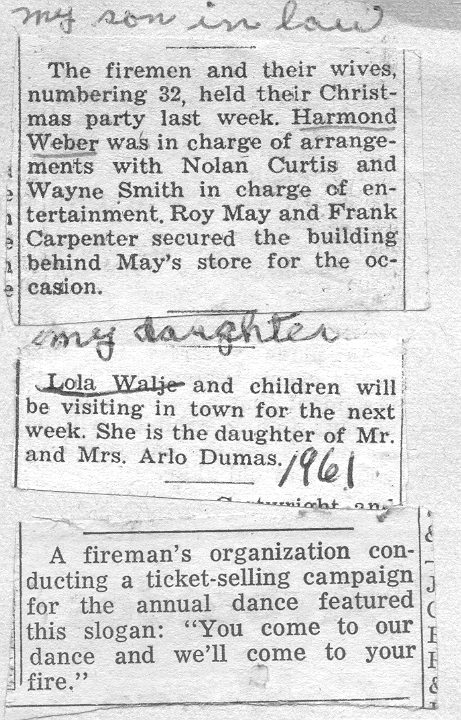 my son in law
The firemen and their wives,
numbering 32, held their Christ-
mas party last week. Harmond
Weber was in charge of arrange-
ments with Nolan Curtis and
Wayne Smith in charge of en-
tertainment. Roy May and Frank
Carpenter secured the building
behind May's store for the oc-
casion.
my daughter
Lola Walje and children will
be visiting in town for the next
week. She is the daughter of Mr.
and Mrs. Arlo Dumas.
1961
A fireman's organization con-
ducting a ticket-selling campaign
for the annual dance featured
this slogan: "You come to our
dance and we'll come to your
fire."